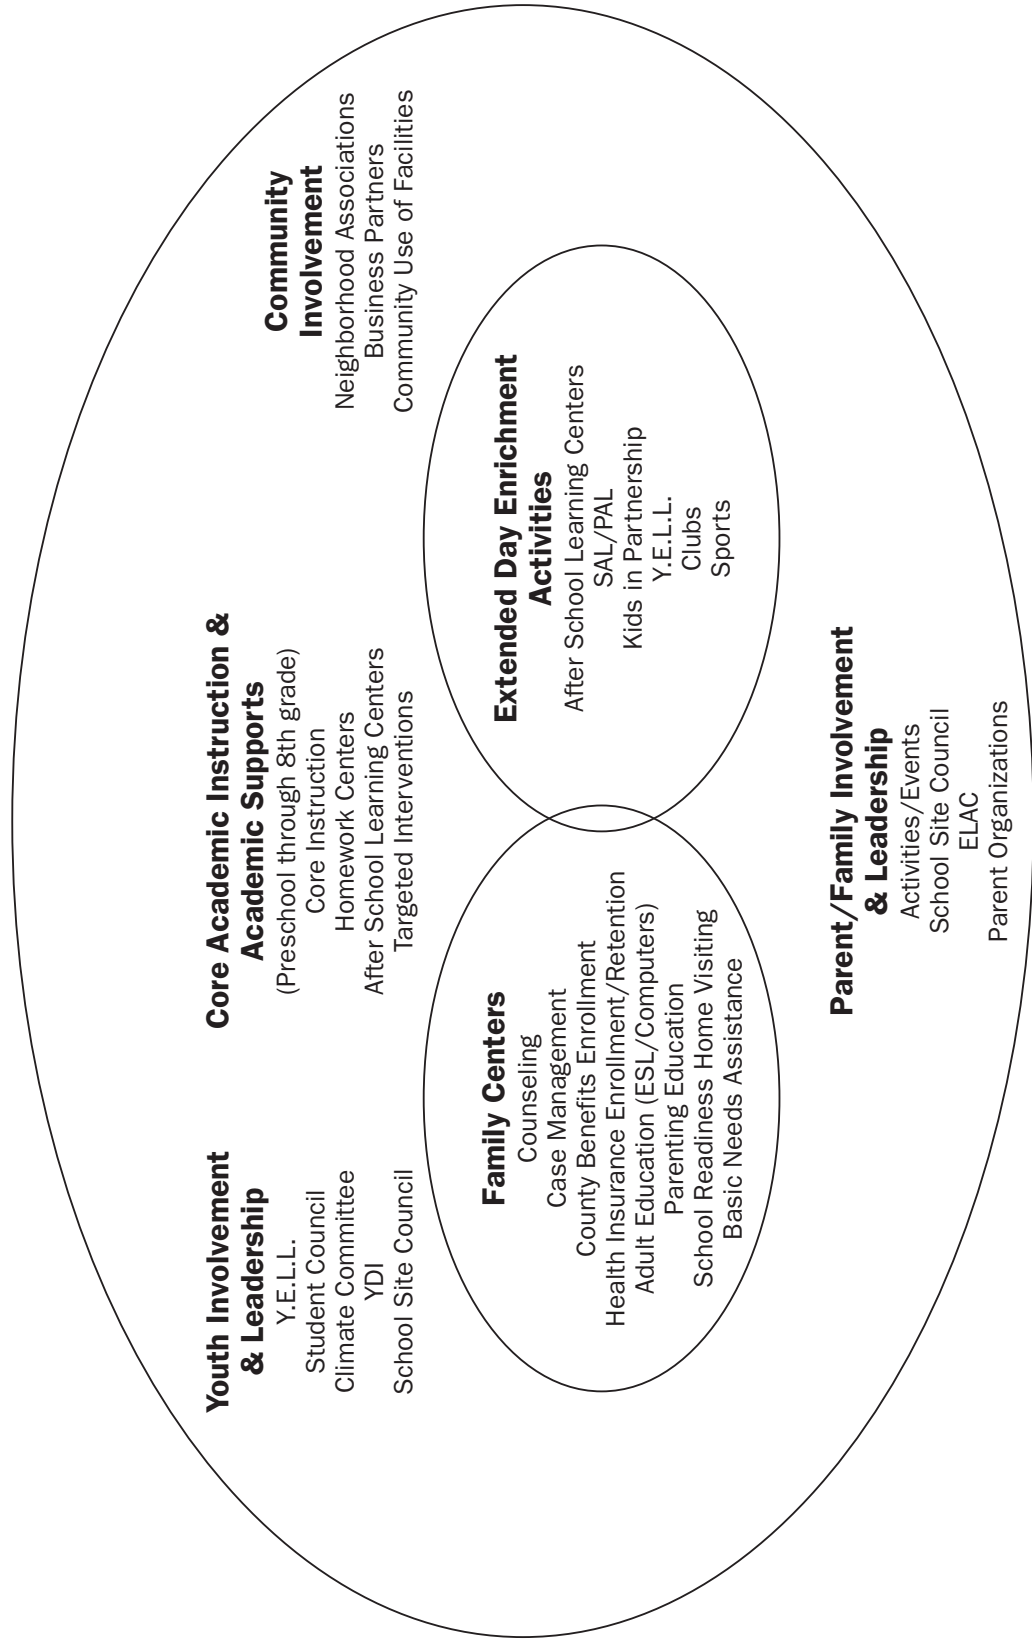 Youth Involvement
& Leadership
Y.E.L.L.
Student Council
Climate Committee
YDI
School Site Council
Core Academic Instruction &
Academic Supports
(Preschool through 8th grade)
Core Instruction
Homework Centers
After School Learning Centers
Targeted Interventions
Community
Involvement
Neighborhood Associations
Business Partners
Community Use of Facilities
Family Centers
Counseling
Case Management
County Benefits Enrollment
Health Insurance Enrollment/Retention
Adult Education (ESL/Computers)
Parenting Education
School Readiness Home Visiting
Basic Needs Assistance
Extended Day Enrichment
Activities
After School Learning Centers
SAL/PAL
Kids in Partnership
Y.E.L.L.
Clubs
Sports
Parent/Family Involvement
& Leadership
Activities/Events
School Site Council
ELAC
Parent Organizations